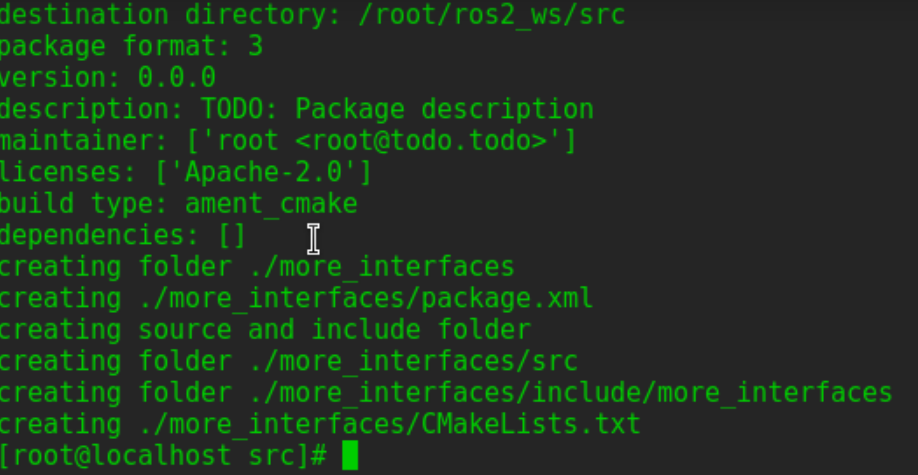 destination directory: /root/ros2_ws/src
package format: 3
version: 0.0.0
description: TODO: Package description
maintainer: ['root <root@todo.todo>']
licenses: ['Apache-2.0']
build type: ament_cmake
dependencies: []
creating folder ./more_interfaces
creating ./more_interfaces/package.xml
creating source and include folder
creating folder ./more_interfaces/src
creating folder ./more_interfaces/include/more_interfaces
creating ./more_interfaces/CMakeLists.txt
[root@localhost src]#